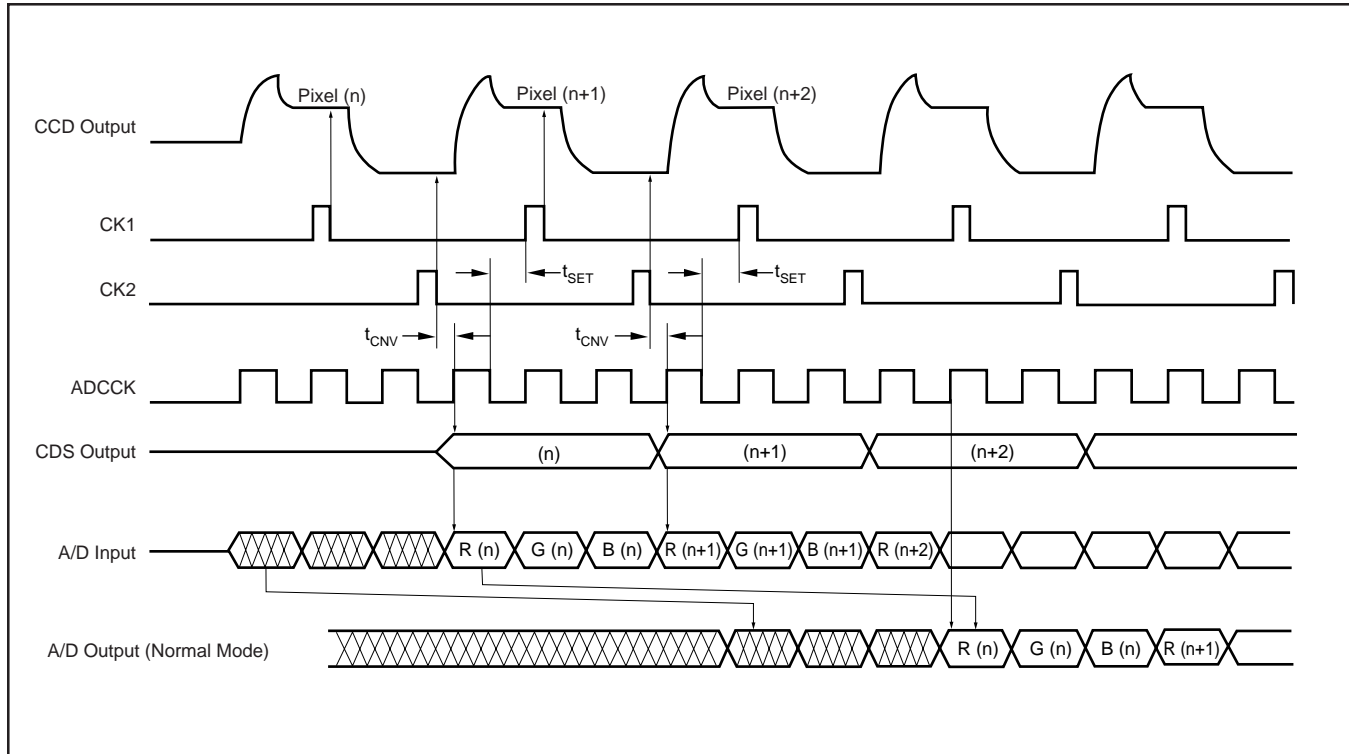 Pixel (n)
Pixel (n+1)
Pixel (n+2)
CCD Output
CK1
tSET
tSET
CK2
tCNV
tCNV
ADCCK
CDS Output
(n)
(n+1)
(n+2)
A/D Input
R (n)
G (n)
B (n)
R (n+1)
G (n+1)
B (n+1)
R (n+2)
A/D Output (Normal Mode)
R (n)
G (n)
B (n)
R (n+1)